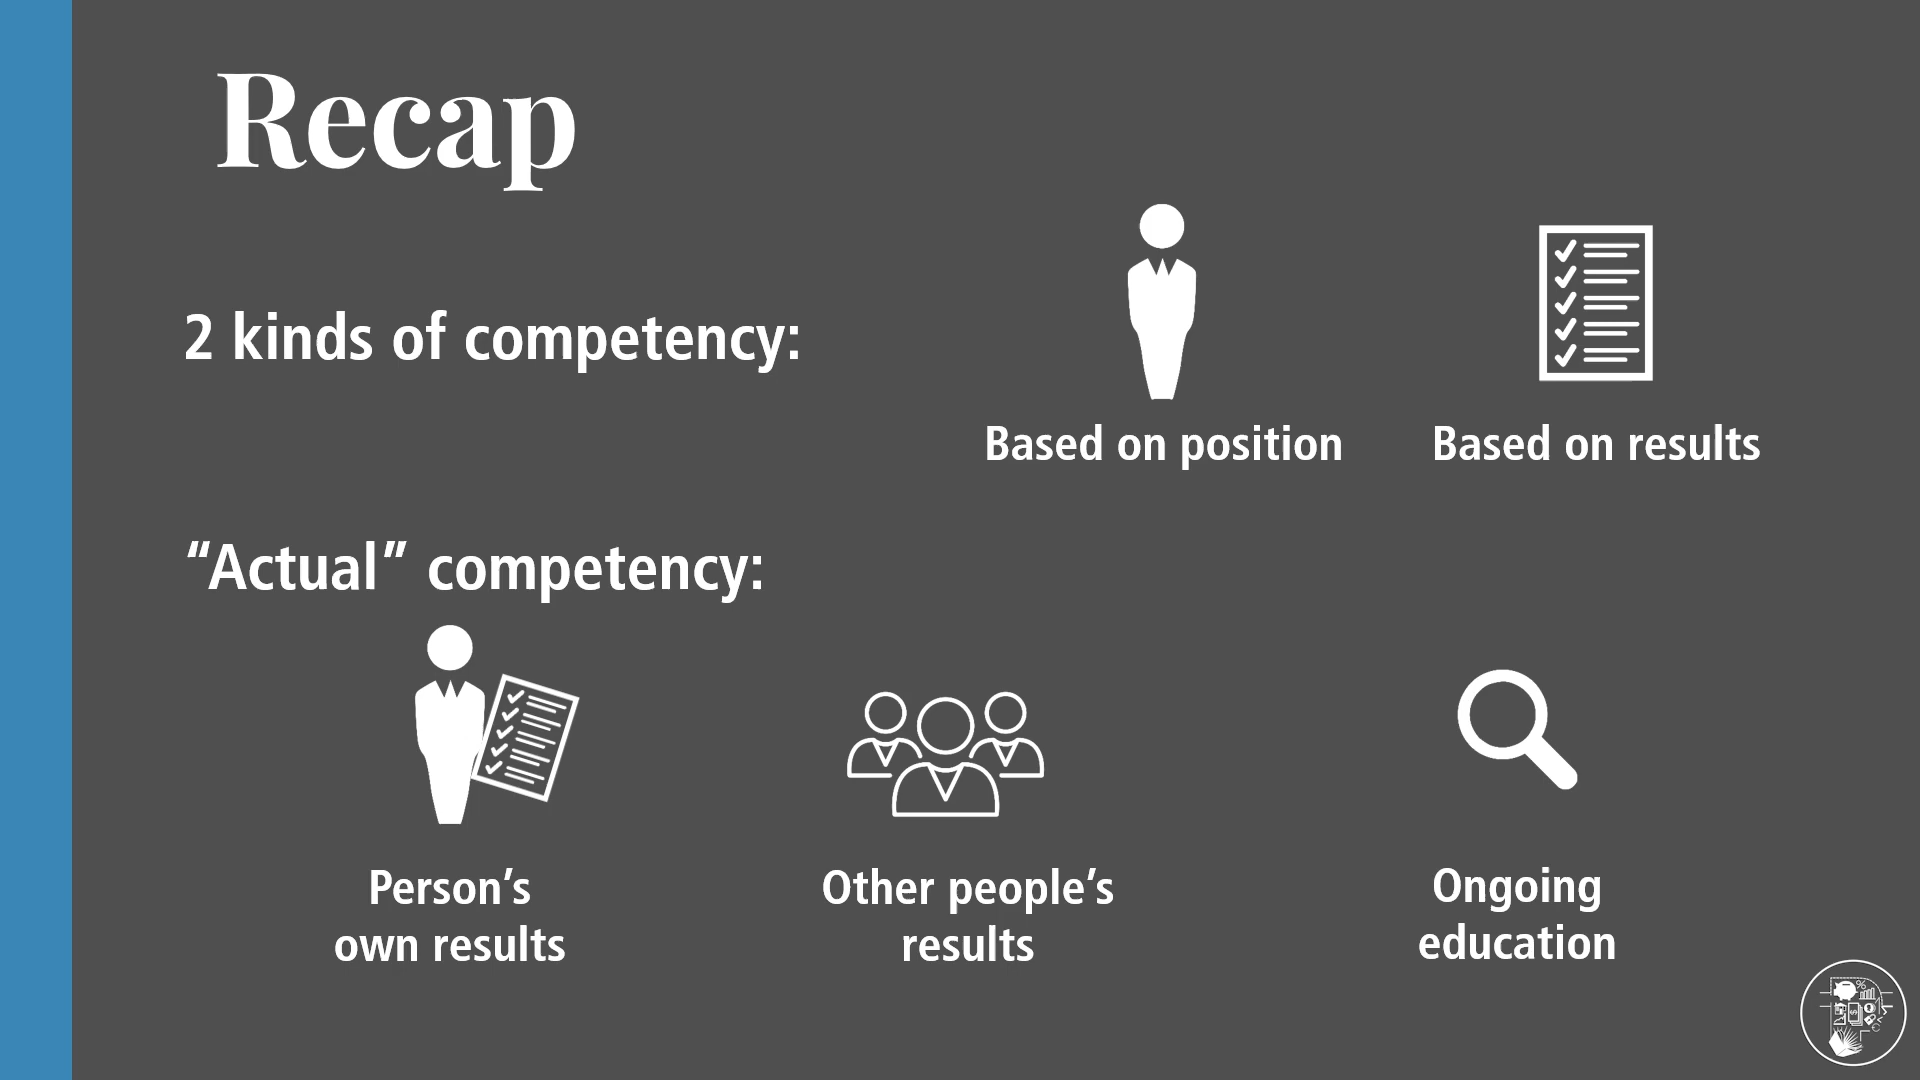 Recap
2 kinds of competency:
Based on position
Based on results
“Actual” competency:
Person’s
own results
Other people’s
results
Ongoing
education